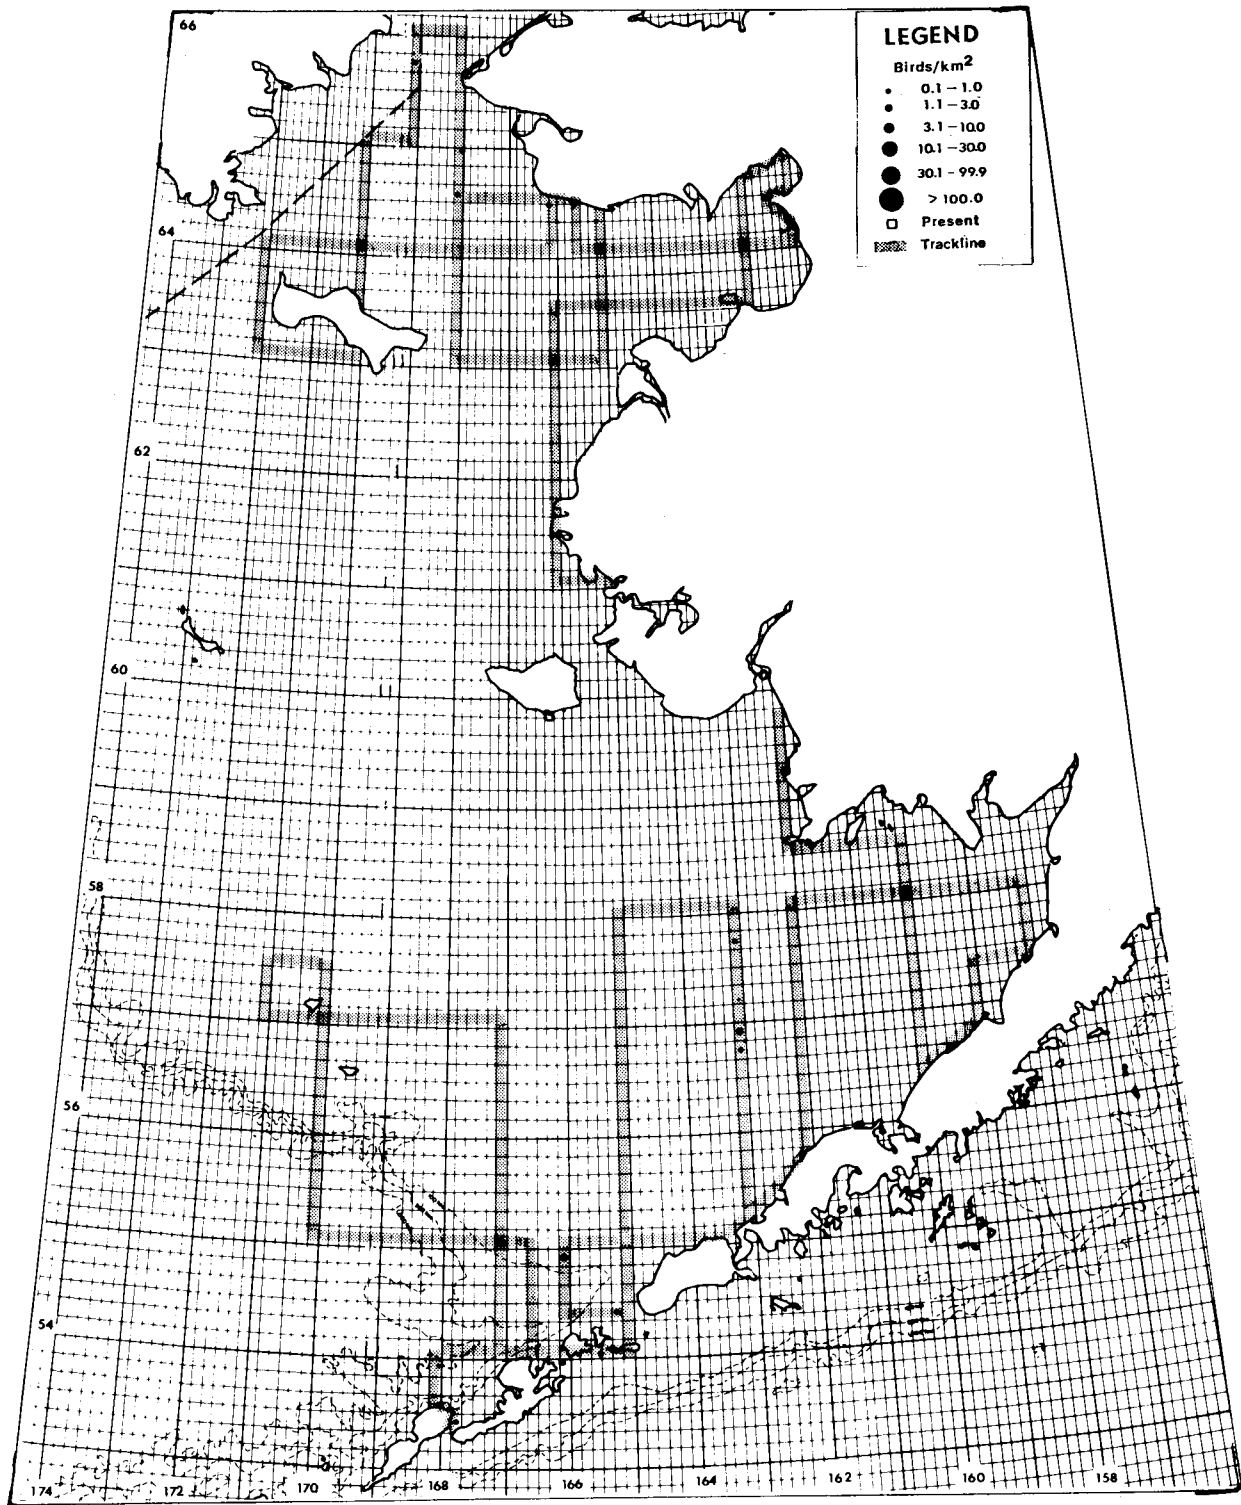 66
LEGEND
Birds/km²
0.1 – 1.0
1.1 – 3.0
3.1 – 10.0
10.1 – 30.0
30.1 – 99.9
> 100.0
Present
Trackline
64
62
60
58
56
54
174 172 170 168 166 164 162 160 158